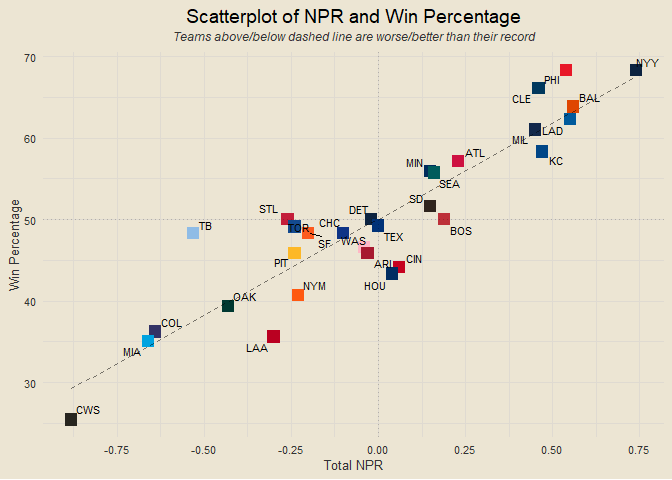 Scatterplot of NPR and Win Percentage
Teams above/below dashed line are worse/better than their record
Win Percentage
70
60
50
40
30
NYY
PHI
CLE
BAL
MIL
LAD
KC
ATL
MIN
SEA
SD
BOS
STL
TB
TOR
SF
CHC
DET
WAS
TEX
PIT
ARI
CIN
HOU
NYM
OAK
COL
MIA
LAA
CWS
-0.75
-0.50
-0.25
0.00
0.25
0.50
0.75
Total NPR